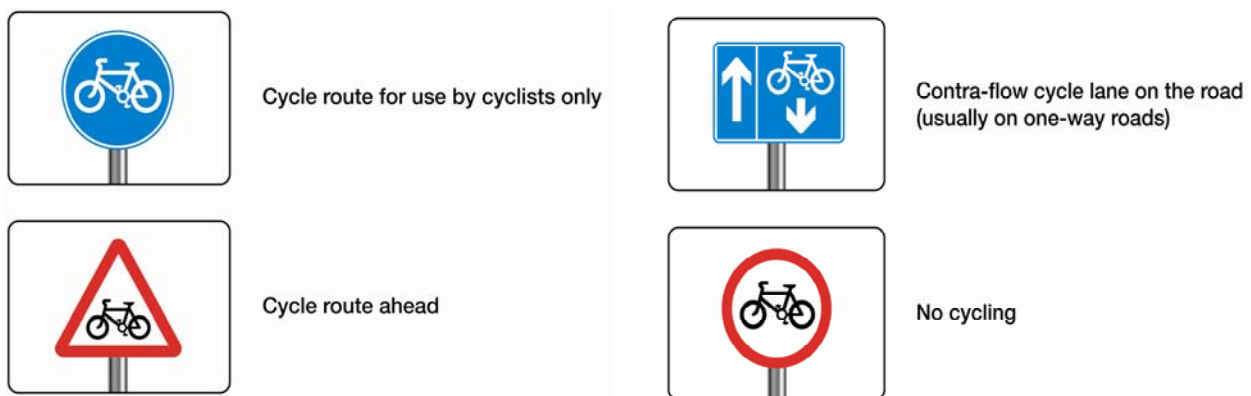 Cycle route for use by cyclists only
Contra-flow cycle lane on the road
(usually on one-way roads)
Cycle route ahead
No cycling